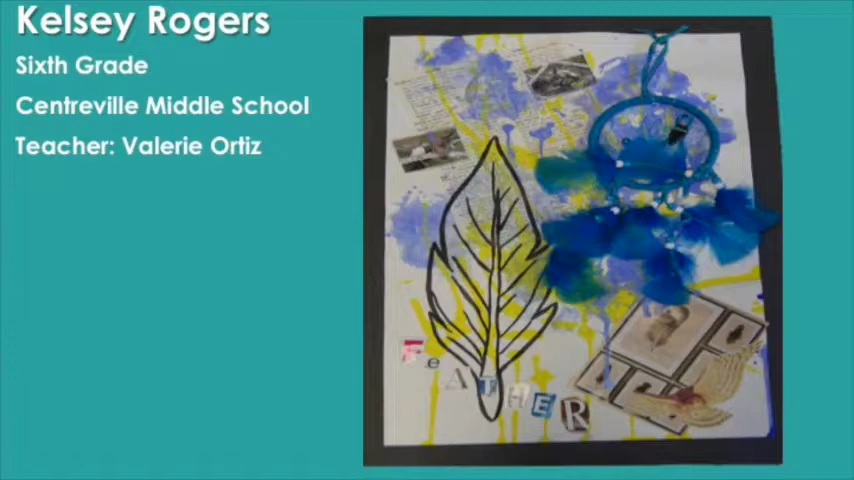 Kelsey Rogers
Sixth Grade
Centreville Middle School
Teacher: Valerie Ortiz
FeATHER